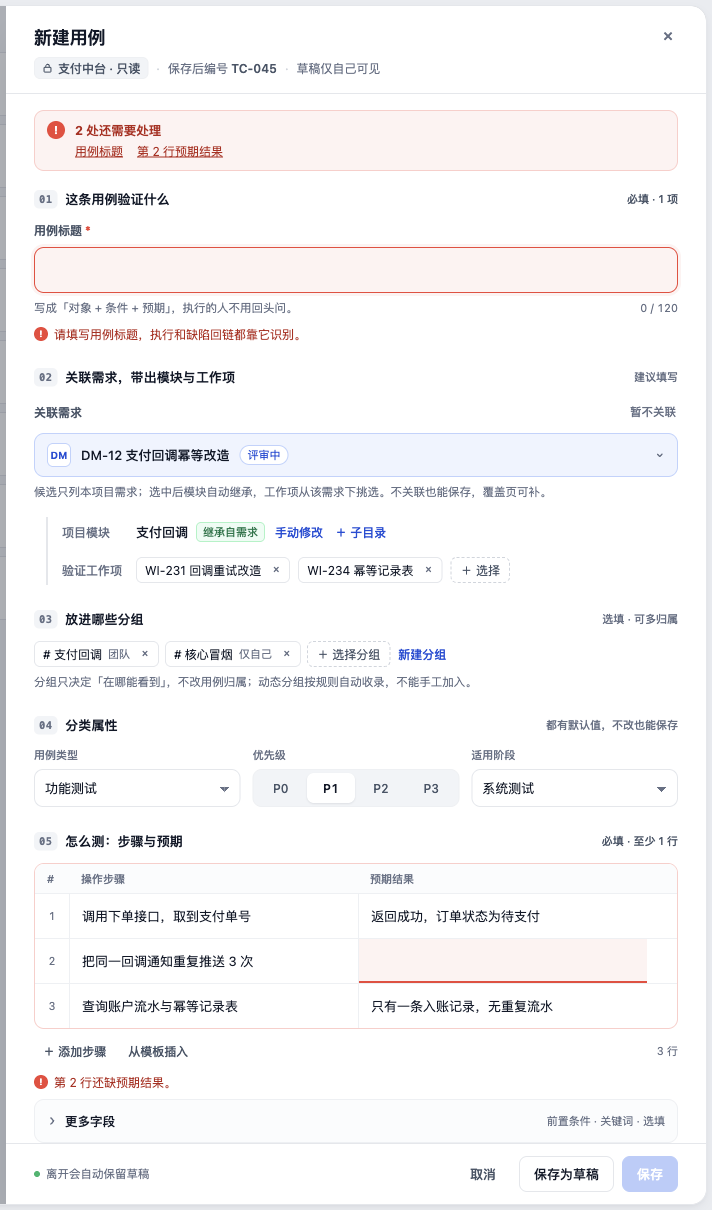 新建用例
支付中台 · 只读 · 保存后编号 TC-045 · 草稿仅自己可见
2 处还需要处理
用例标题 第 2 行预期结果
01 这条用例验证什么 必填 · 1 项
用例标题 *
写成「对象 + 条件 + 预期」，执行的人不用回头问。 0 / 120
请填写用例标题，执行和缺陷回链都靠它识别。
02 关联需求，带出模块与工作项 建议填写
关联需求 暂不关联
DM DM-12 支付回调幂等改造 评审中
候选只列本项目需求；选中后模块自动继承，工作项从该需求下挑选。不关联也能保存，覆盖页可补。
项目模块 支付回调 继承自需求 手动修改 + 子目录
验证工作项 WI-231 回调重试改造 × WI-234 幂等记录表 × + 选择
03 放进哪些分组 选填 · 可多归属
# 支付回调 团队 × # 核心冒烟 仅自己 × + 选择分组 新建分组
分组只决定「在哪能看到」，不改用例归属；动态分组按规则自动收录，不能手工加入。
04 分类属性 都有默认值，不改也能保存
用例类型 优先级 适用阶段
功能测试 P0 P1 P2 P3 系统测试
05 怎么测：步骤与预期 必填 · 至少 1 行
# 操作步骤 预期结果
1 调用下单接口，取到支付单号 返回成功，订单状态为待支付
2 把同一回调通知重复推送 3 次
3 查询账户流水与幂等记录表 只有一条入账记录，无重复流水
+ 添加步骤 从模板插入 3 行
第 2 行还缺预期结果。
更多字段 前置条件 · 关键词 · 选填
离开会自动保留草稿 取消 保存为草稿 保存